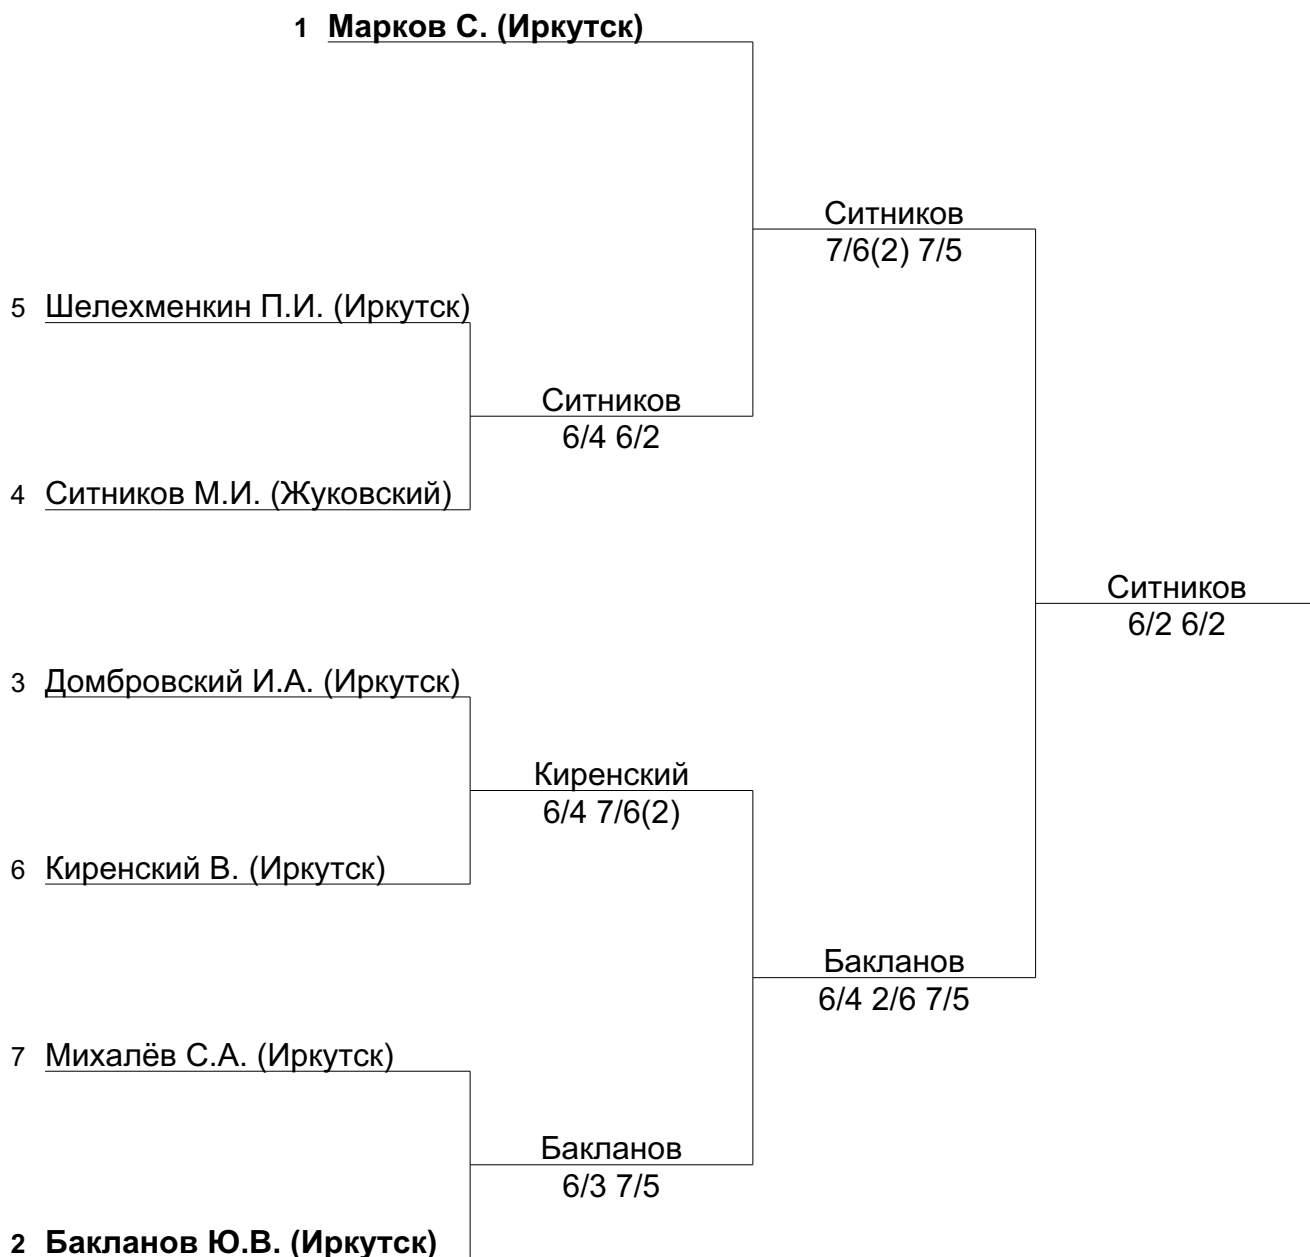 1 Марков С. (Иркутск)
Ситников
7/6(2) 7/5
5 Шелехменкин П.И. (Иркутск)
Ситников
6/4 6/2
4 Ситников М.И. (Жуковский)
Ситников
6/2 6/2
3 Домбровский И.А. (Иркутск)
Киренский
6/4 7/6(2)
6 Киренский В. (Иркутск)
Бакланов
6/4 2/6 7/5
7 Михалёв С.А. (Иркутск)
Бакланов
6/3 7/5
2 Бакланов Ю.В. (Иркутск)